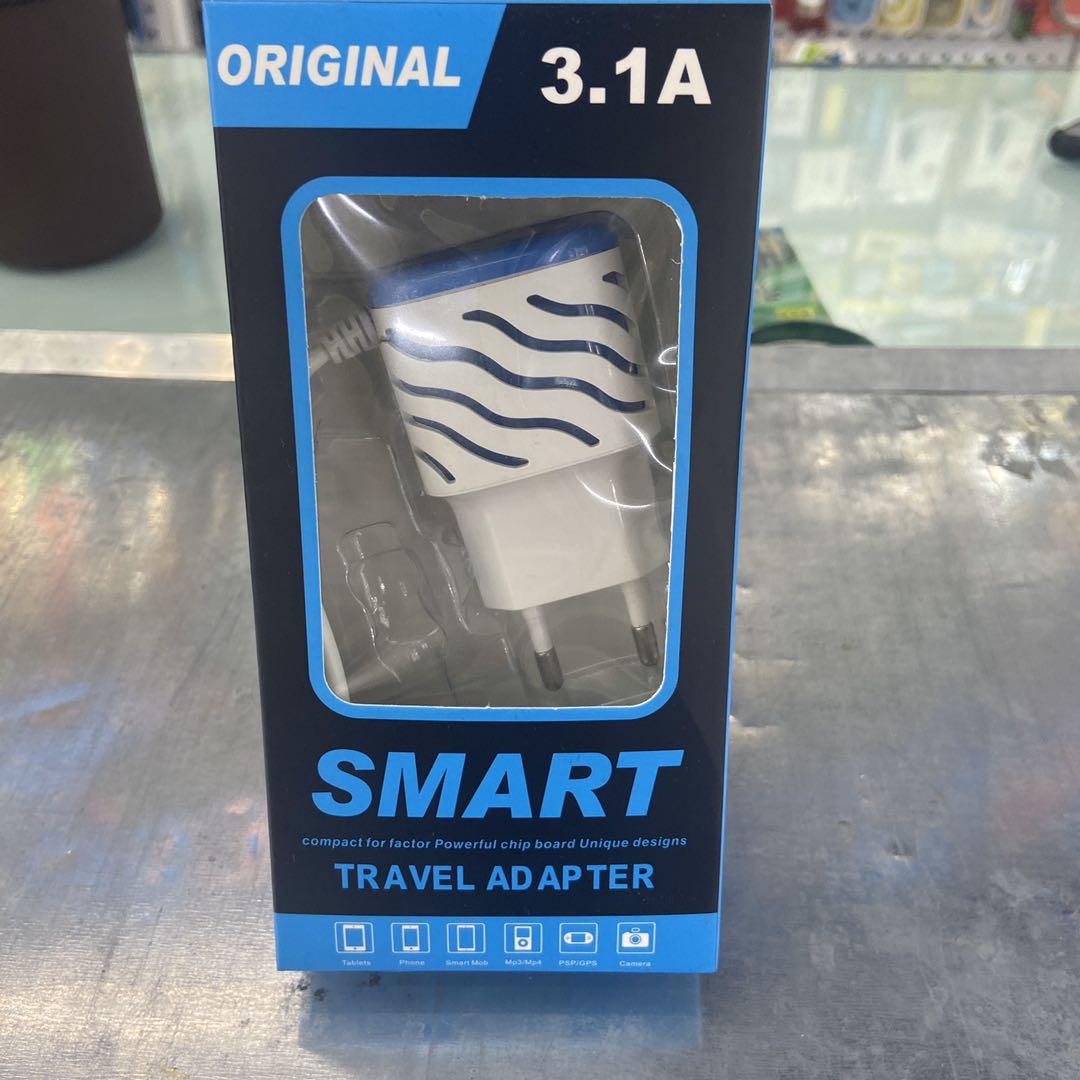 ORIGINAL
3.1A
SMART
compact for factor Powerful chip board Unique designs
TRAVEL ADAPTER
Tablets Phone Smart Mob Mp3/Mp4 PSP/GPS Camera